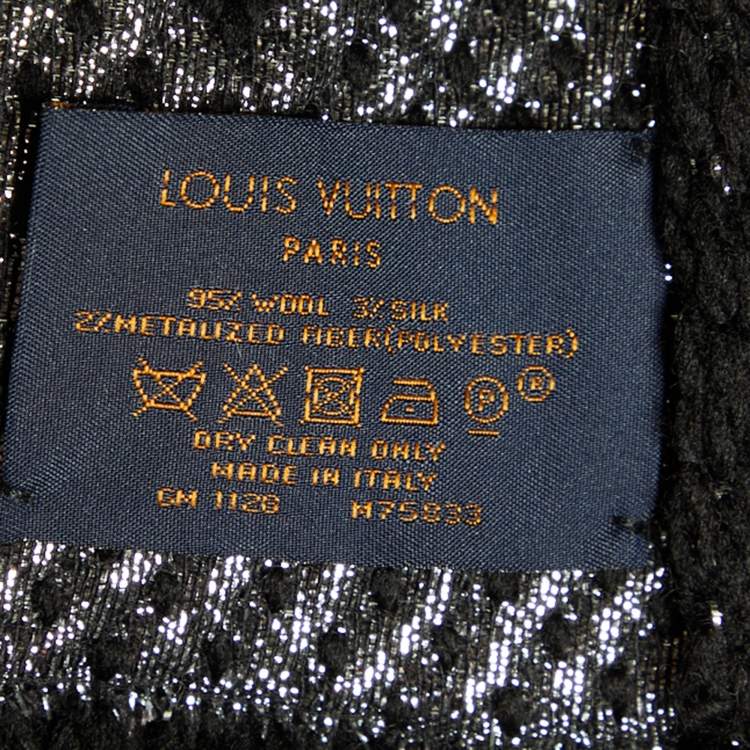 LOUIS VUITTON
PARIS
95% WOOL 3% SILK
2% METALIZED FIBER(POLYESTER)
P ®
DRY CLEAN ONLY
MADE IN ITALY
GM 1128 M75833